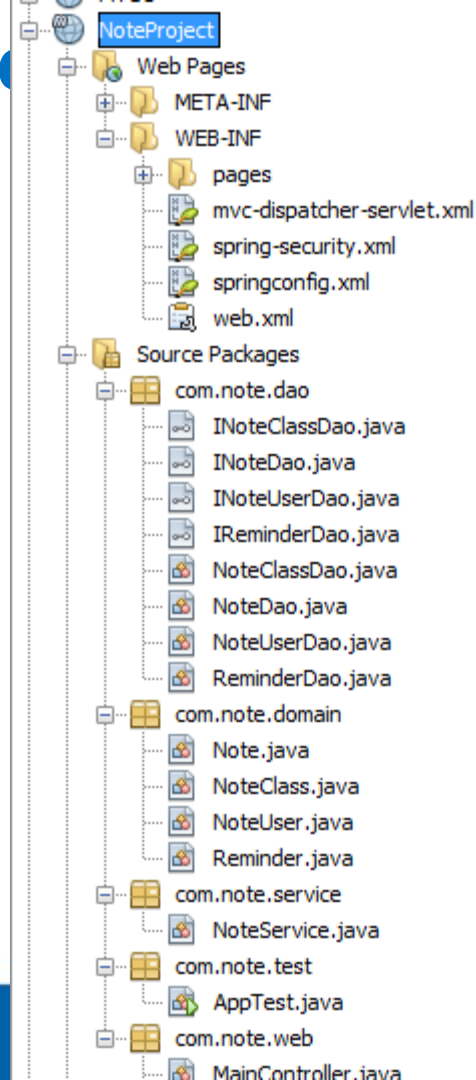 NoteProject
Web Pages
META-INF
WEB-INF
pages
mvc-dispatcher-servlet.xml
spring-security.xml
springconfig.xml
web.xml
Source Packages
com.note.dao
INoteClassDao.java
INoteDao.java
INoteUserDao.java
IReminderDao.java
NoteClassDao.java
NoteDao.java
NoteUserDao.java
ReminderDao.java
com.note.domain
Note.java
NoteClass.java
NoteUser.java
Reminder.java
com.note.service
NoteService.java
com.note.test
AppTest.java
com.note.web
MainController.java